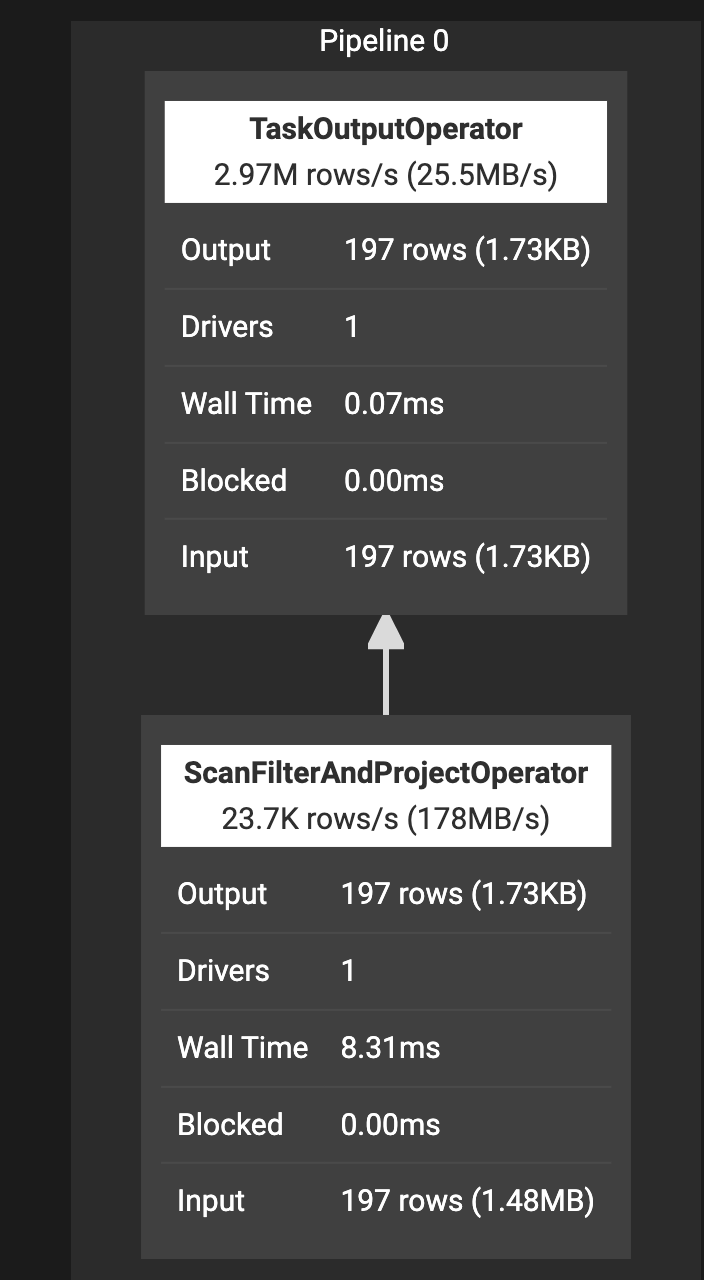 Pipeline 0
TaskOutputOperator
2.97M rows/s (25.5MB/s)
Output 197 rows (1.73KB)
Drivers 1
Wall Time 0.07ms
Blocked 0.00ms
Input 197 rows (1.73KB)
ScanFilterAndProjectOperator
23.7K rows/s (178MB/s)
Output 197 rows (1.73KB)
Drivers 1
Wall Time 8.31ms
Blocked 0.00ms
Input 197 rows (1.48MB)